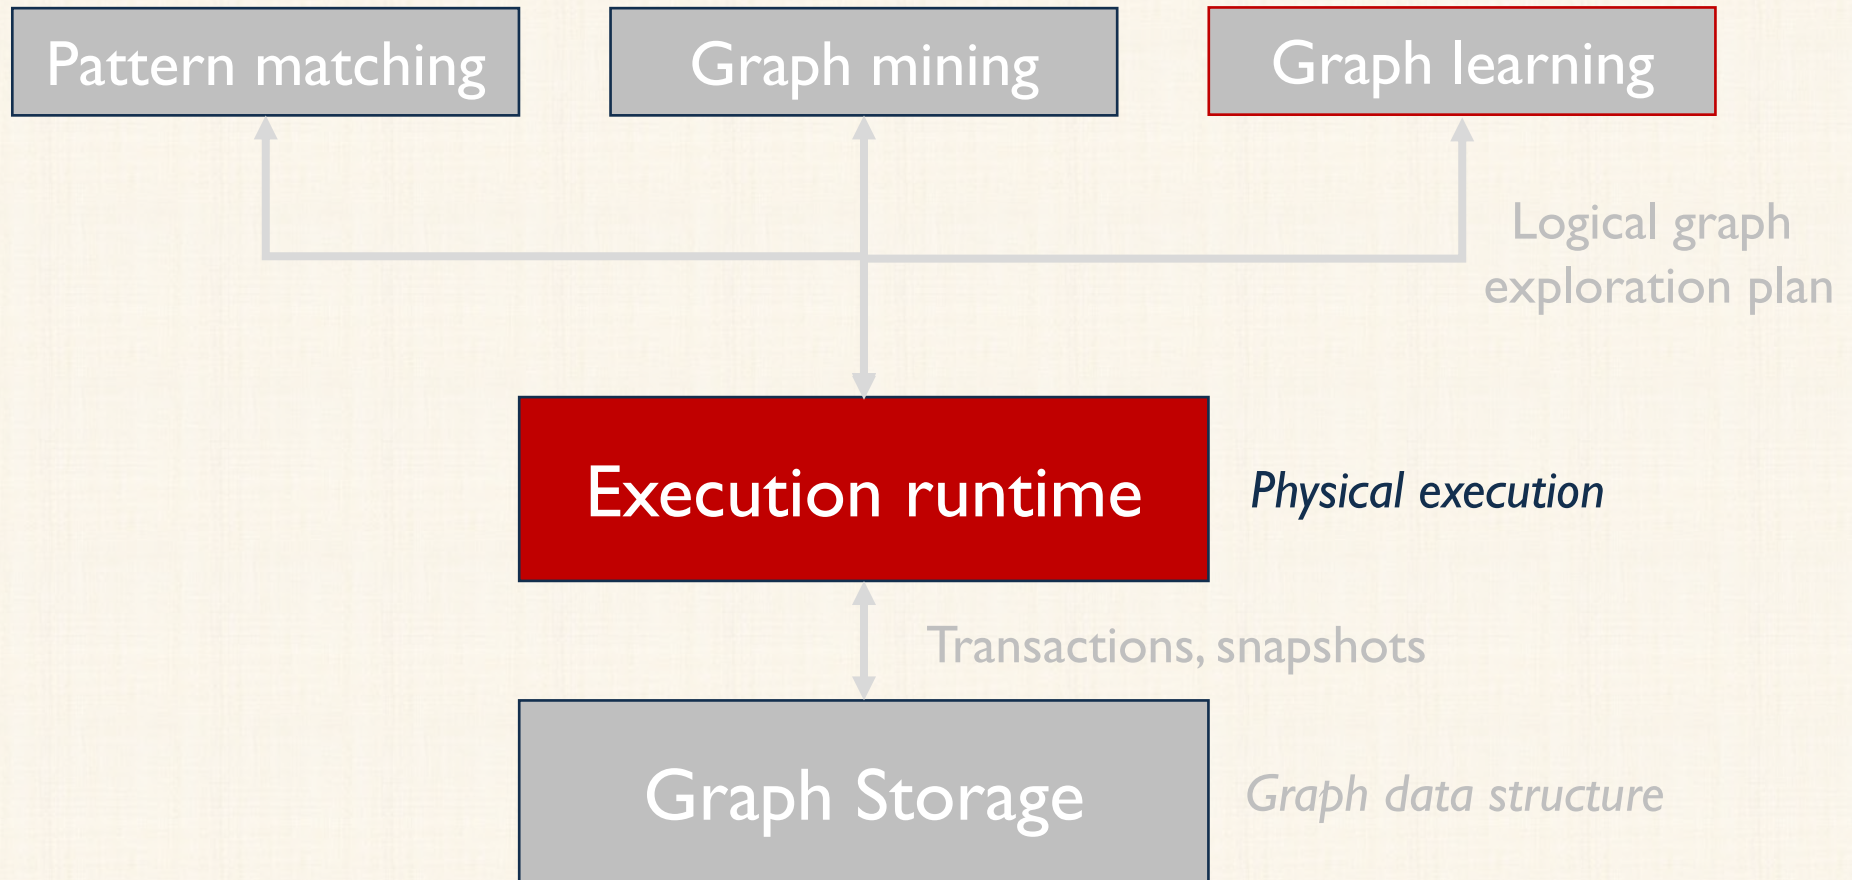 Pattern matching
Graph mining
Graph learning
Logical graph
exploration plan
Execution runtime
Physical execution
Transactions, snapshots
Graph Storage
Graph data structure